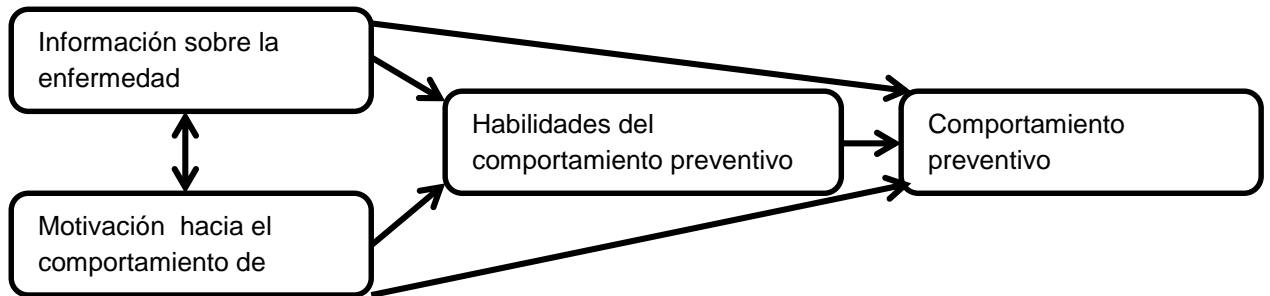 Información sobre la
enfermedad
Habilidades del
comportamiento preventivo
Comportamiento
preventivo
Motivación  hacia el
comportamiento de